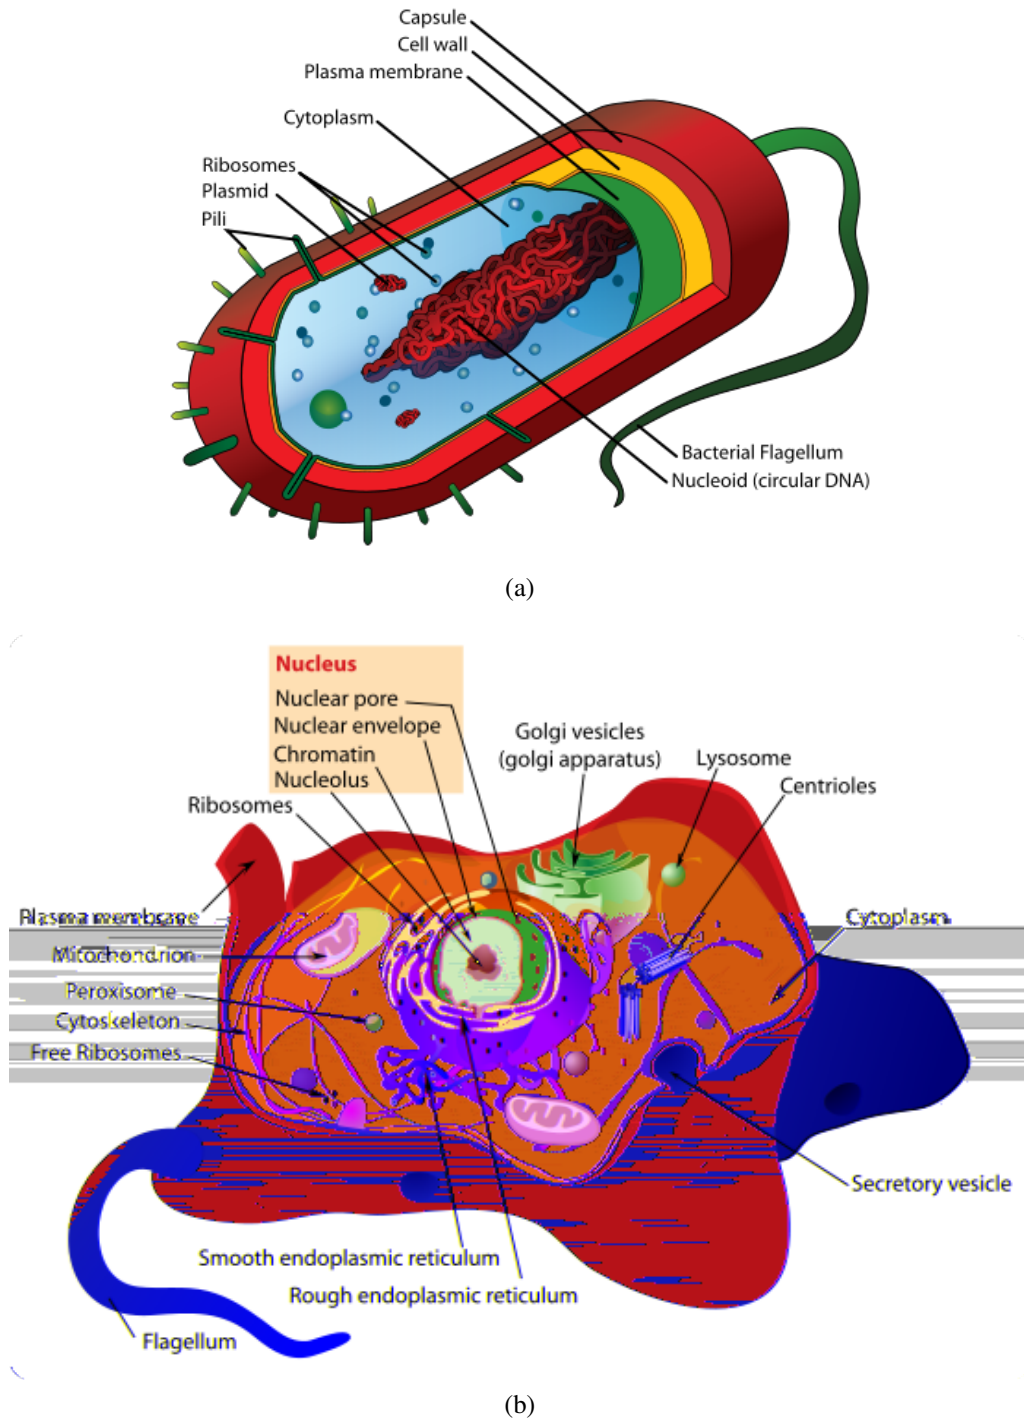 Capsule
Cell wall
Plasma membrane
Cytoplasm
Ribosomes
Plasmid
Pili
Bacterial Flagellum
Nucleoid (circular DNA)
(a)
Nucleus
Nuclear pore
Nuclear envelope
Chromatin
Nucleolus
Ribosomes
Golgi vesicles
(golgi apparatus)
Lysosome
Centrioles
Plasma membrane
Cytoplasm
Mitochondrion
Peroxisome
Cytoskeleton
Free Ribosomes
Secretory vesicle
Smooth endoplasmic reticulum
Rough endoplasmic reticulum
Flagellum
(b)